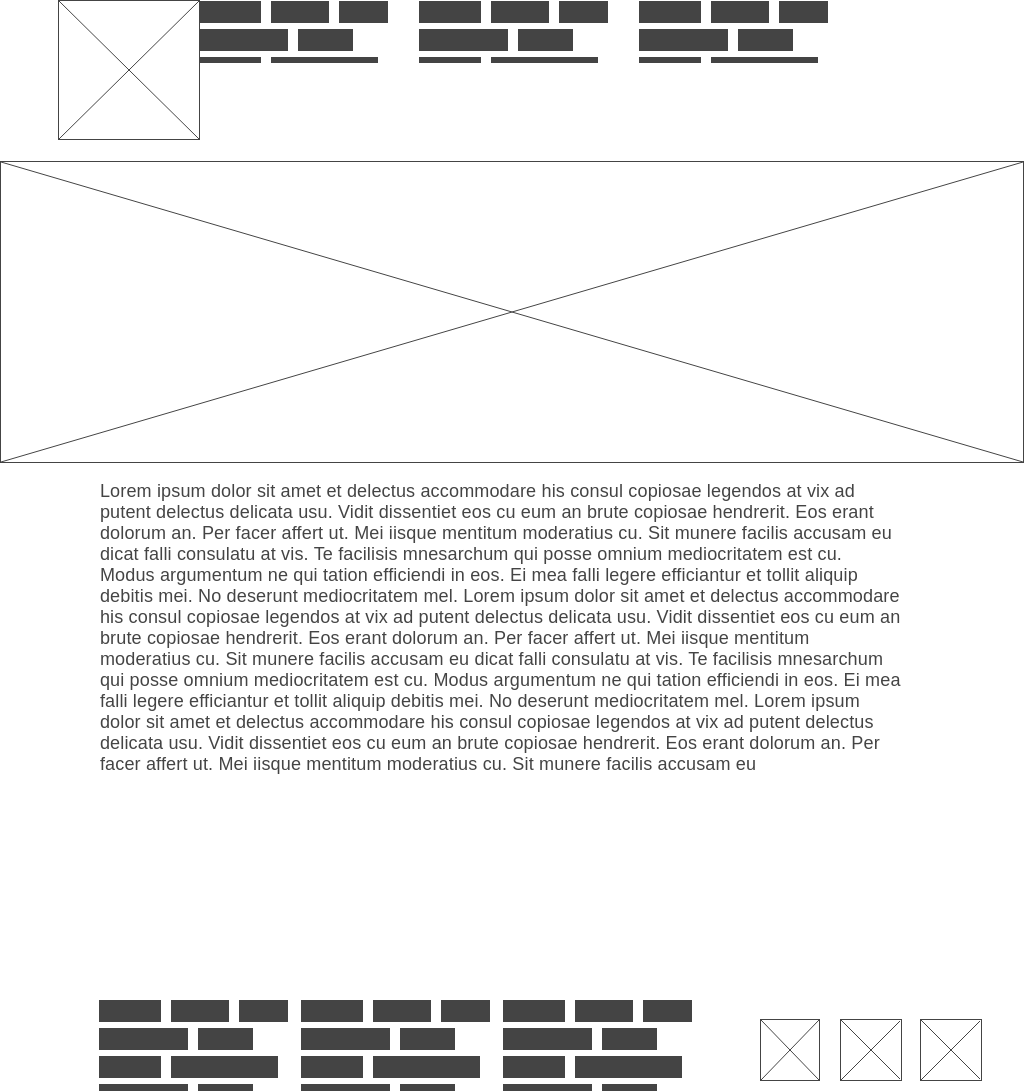 Lorem ipsum dolor sit amet et delectus accommodare his consul copiosae legendos at vix ad
putent delectus delicata usu. Vidit dissentiet eos cu eum an brute copiosae hendrerit. Eos erant
dolorum an. Per facer affert ut. Mei iisque mentitum moderatius cu. Sit munere facilis accusam eu
dicat falli consulatu at vis. Te facilisis mnesarchum qui posse omnium mediocritatem est cu.
Modus argumentum ne qui tation efficiendi in eos. Ei mea falli legere efficiantur et tollit aliquip
debitis mei. No deserunt mediocritatem mel. Lorem ipsum dolor sit amet et delectus accommodare
his consul copiosae legendos at vix ad putent delectus delicata usu. Vidit dissentiet eos cu eum an
brute copiosae hendrerit. Eos erant dolorum an. Per facer affert ut. Mei iisque mentitum
moderatius cu. Sit munere facilis accusam eu dicat falli consulatu at vis. Te facilisis mnesarchum
qui posse omnium mediocritatem est cu. Modus argumentum ne qui tation efficiendi in eos. Ei mea
falli legere efficiantur et tollit aliquip debitis mei. No deserunt mediocritatem mel. Lorem ipsum
dolor sit amet et delectus accommodare his consul copiosae legendos at vix ad putent delectus
delicata usu. Vidit dissentiet eos cu eum an brute copiosae hendrerit. Eos erant dolorum an. Per
facer affert ut. Mei iisque mentitum moderatius cu. Sit munere facilis accusam eu